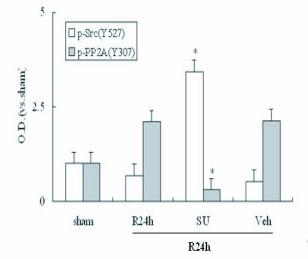 5
p-Src(Y527)
p-PP2A(Y307)
*
O.D.(vs.sham)
2.5
*
0
sham R24h SU Veh
R24h